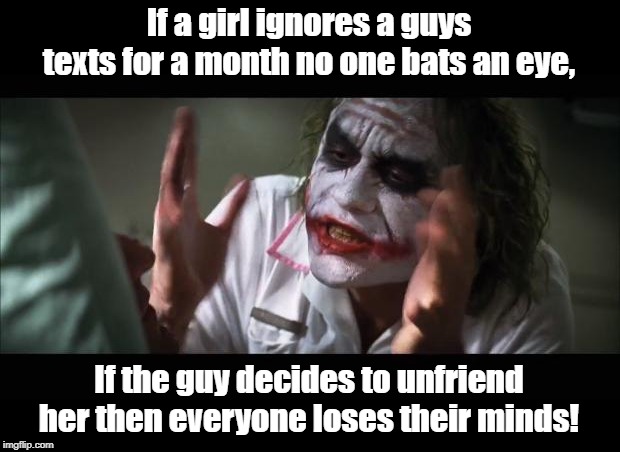 If a girl ignores a guys
texts for a month no one bats an eye,
If the guy decides to unfriend
her then everyone loses their minds!
imgflip.com